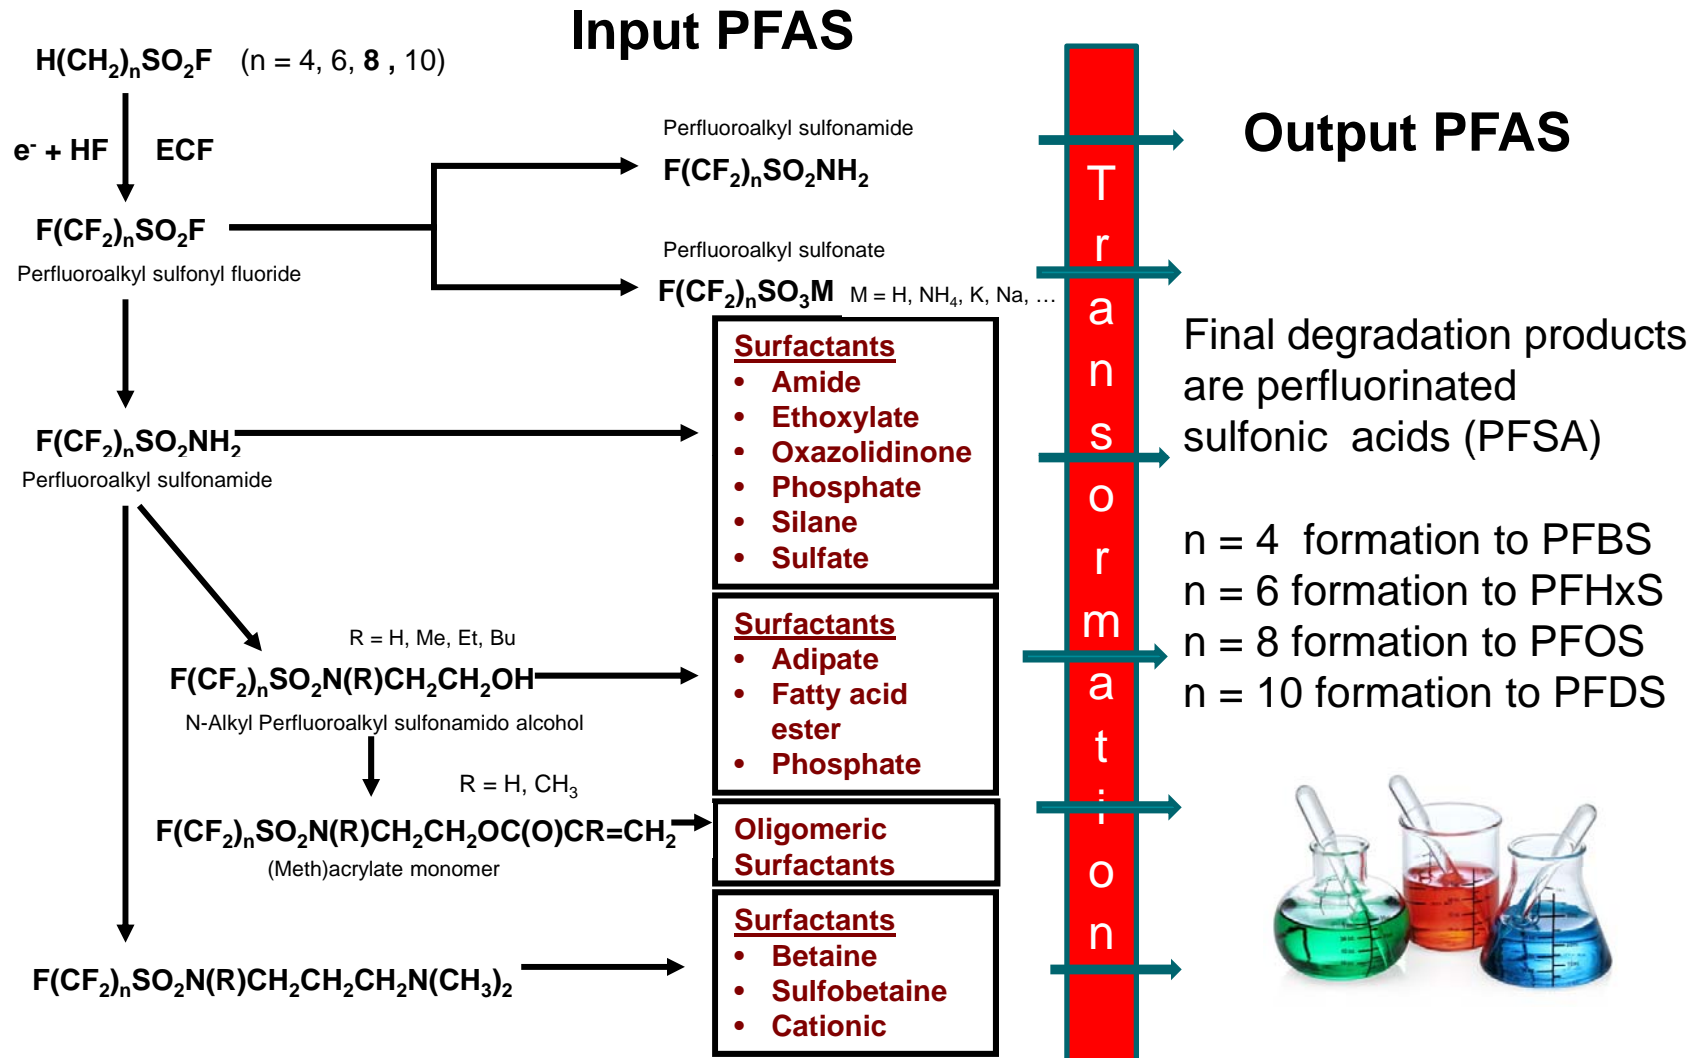 Input PFAS
H(CH₂)ₙSO₂F (n = 4, 6, 8 , 10)
e⁻ + HF ECF
F(CF₂)ₙSO₂F
Perfluoroalkyl sulfonyl fluoride
Perfluoroalkyl sulfonamide
F(CF₂)ₙSO₂NH₂
Perfluoroalkyl sulfonate
F(CF₂)ₙSO₃M M = H, NH₄, K, Na, ...
F(CF₂)ₙSO₂NH₂
Perfluoroalkyl sulfonamide
Surfactants
• Amide
• Ethoxylate
• Oxazolidinone
• Phosphate
• Silane
• Sulfate
R = H, Me, Et, Bu
F(CF₂)ₙSO₂N(R)CH₂CH₂OH
N-Alkyl Perfluoroalkyl sulfonamido alcohol
Surfactants
• Adipate
• Fatty acid
ester
• Phosphate
R = H, CH₃
F(CF₂)ₙSO₂N(R)CH₂CH₂OC(O)CR=CH₂
(Meth)acrylate monomer
Oligomeric
Surfactants
F(CF₂)ₙSO₂N(R)CH₂CH₂CH₂N(CH₃)₂
Surfactants
• Betaine
• Sulfobetaine
• Cationic
T
r
a
n
s
o
r
m
a
t
i
o
n
Output PFAS
Final degradation products
are perfluorinated
sulfonic acids (PFSA)
n = 4 formation to PFBS
n = 6 formation to PFHxS
n = 8 formation to PFOS
n = 10 formation to PFDS